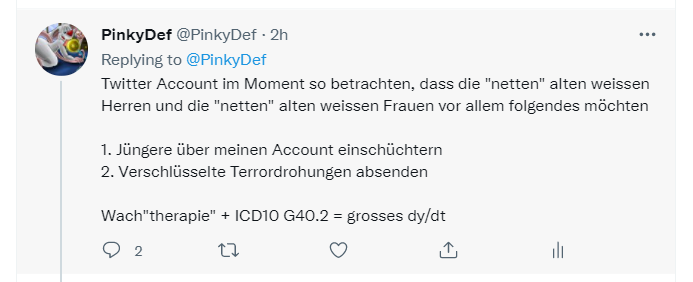 PinkyDef @PinkyDef · 2h
Replying to @PinkyDef
Twitter Account im Moment so betrachten, dass die "netten" alten weissen
Herren und die "netten" alten weissen Frauen vor allem folgendes möchten
1. Jüngere über meinen Account einschüchtern
2. Verschlüsselte Terrordrohungen absenden
Wach"therapie" + ICD10 G40.2 = grosses dy/dt
2